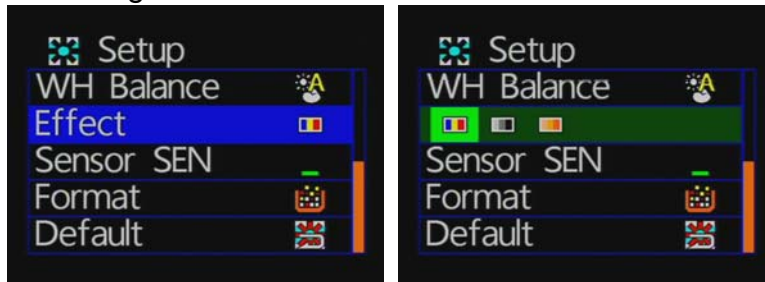 Setup
WH Balance
Effect
Sensor SEN
Format
Default
Setup
WH Balance
Sensor SEN
Format
Default